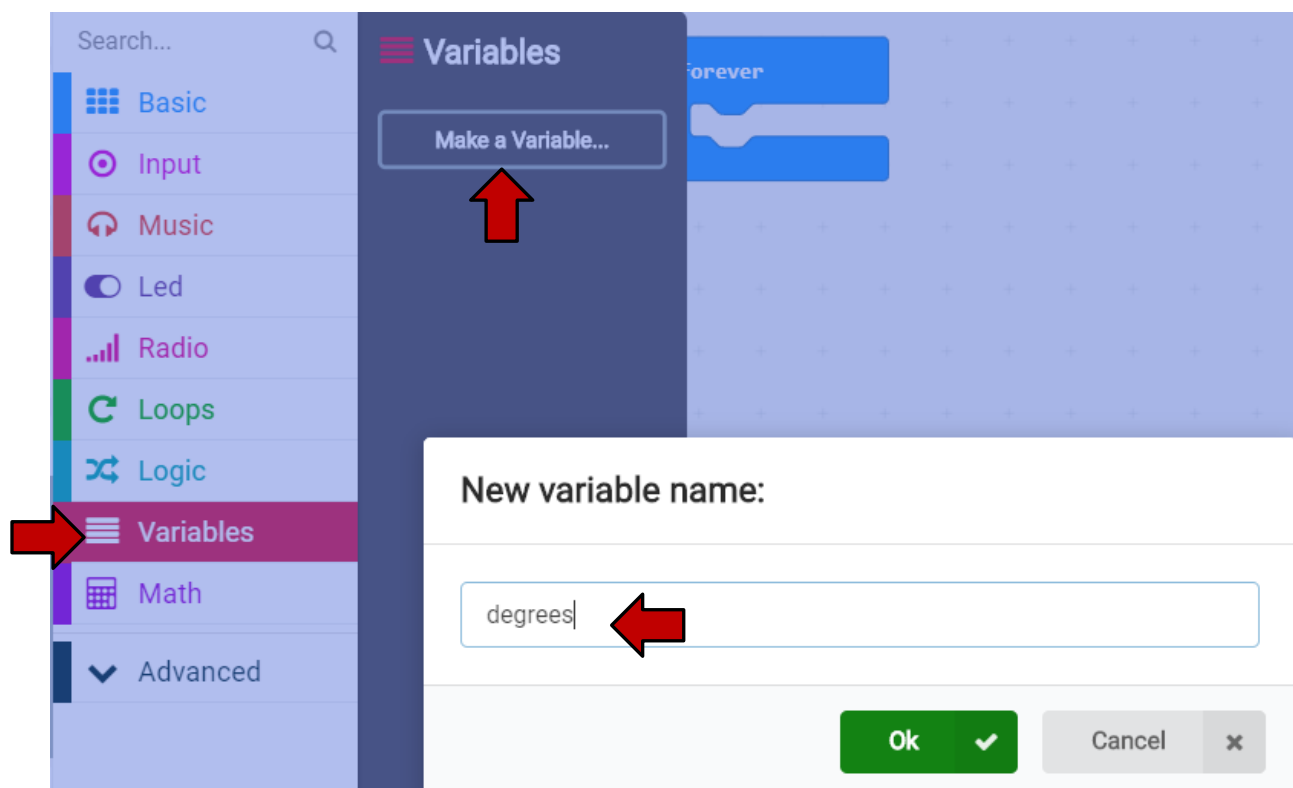 Search...
Basic
Input
Music
Led
Radio
Loops
Logic
Variables
Math
Advanced
Variables
Make a Variable...
forever
New variable name:
degrees
Ok
Cancel